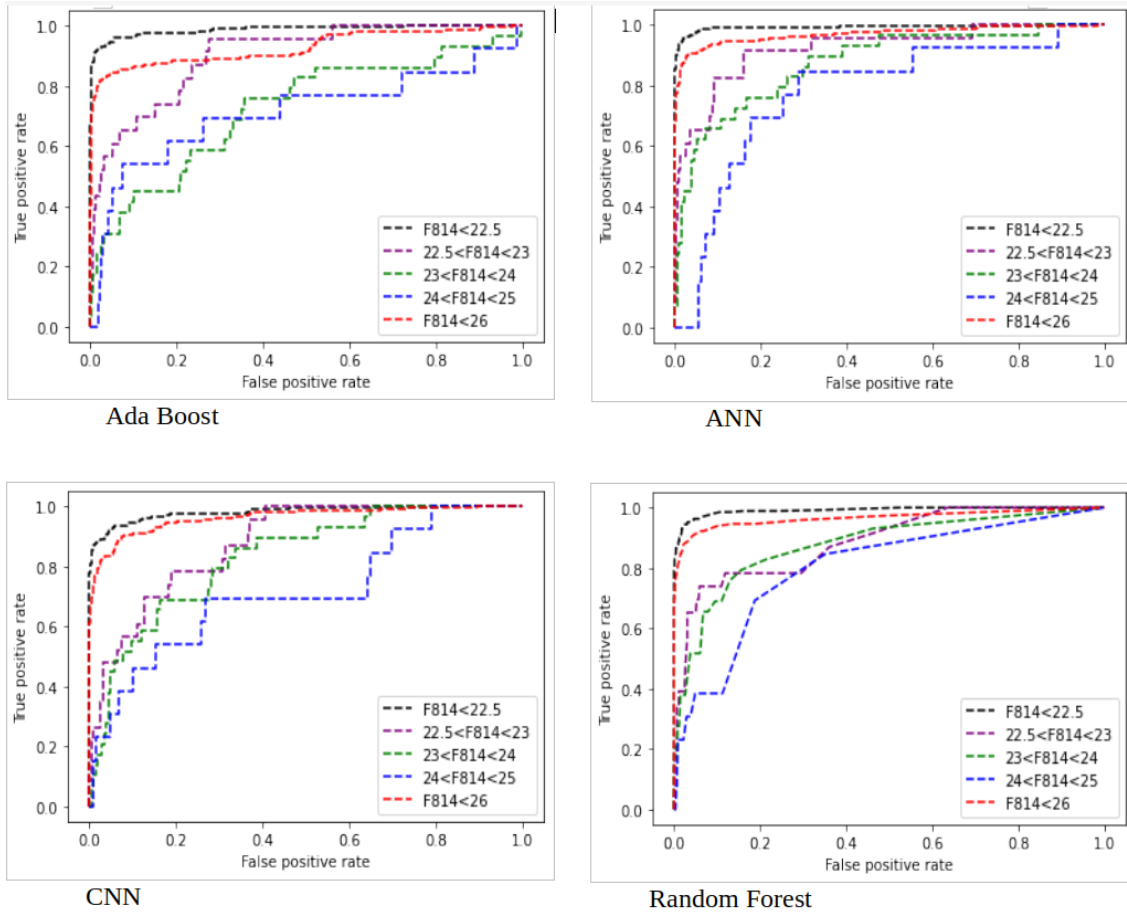 1.0
0.8
0.6
0.4
0.2
0.0
True positive rate
F814<22.5
22.5<F814<23
23<F814<24
24<F814<25
F814<26
0.0 0.2 0.4 0.6 0.8 1.0
False positive rate
Ada Boost
1.0
0.8
0.6
0.4
0.2
0.0
True positive rate
F814<22.5
22.5<F814<23
23<F814<24
24<F814<25
F814<26
0.0 0.2 0.4 0.6 0.8 1.0
False positive rate
ANN
1.0
0.8
0.6
0.4
0.2
0.0
True positive rate
F814<22.5
22.5<F814<23
23<F814<24
24<F814<25
F814<26
0.0 0.2 0.4 0.6 0.8 1.0
False positive rate
CNN
1.0
0.8
0.6
0.4
0.2
0.0
True positive rate
F814<22.5
22.5<F814<23
23<F814<24
24<F814<25
F814<26
0.0 0.2 0.4 0.6 0.8 1.0
False positive rate
Random Forest